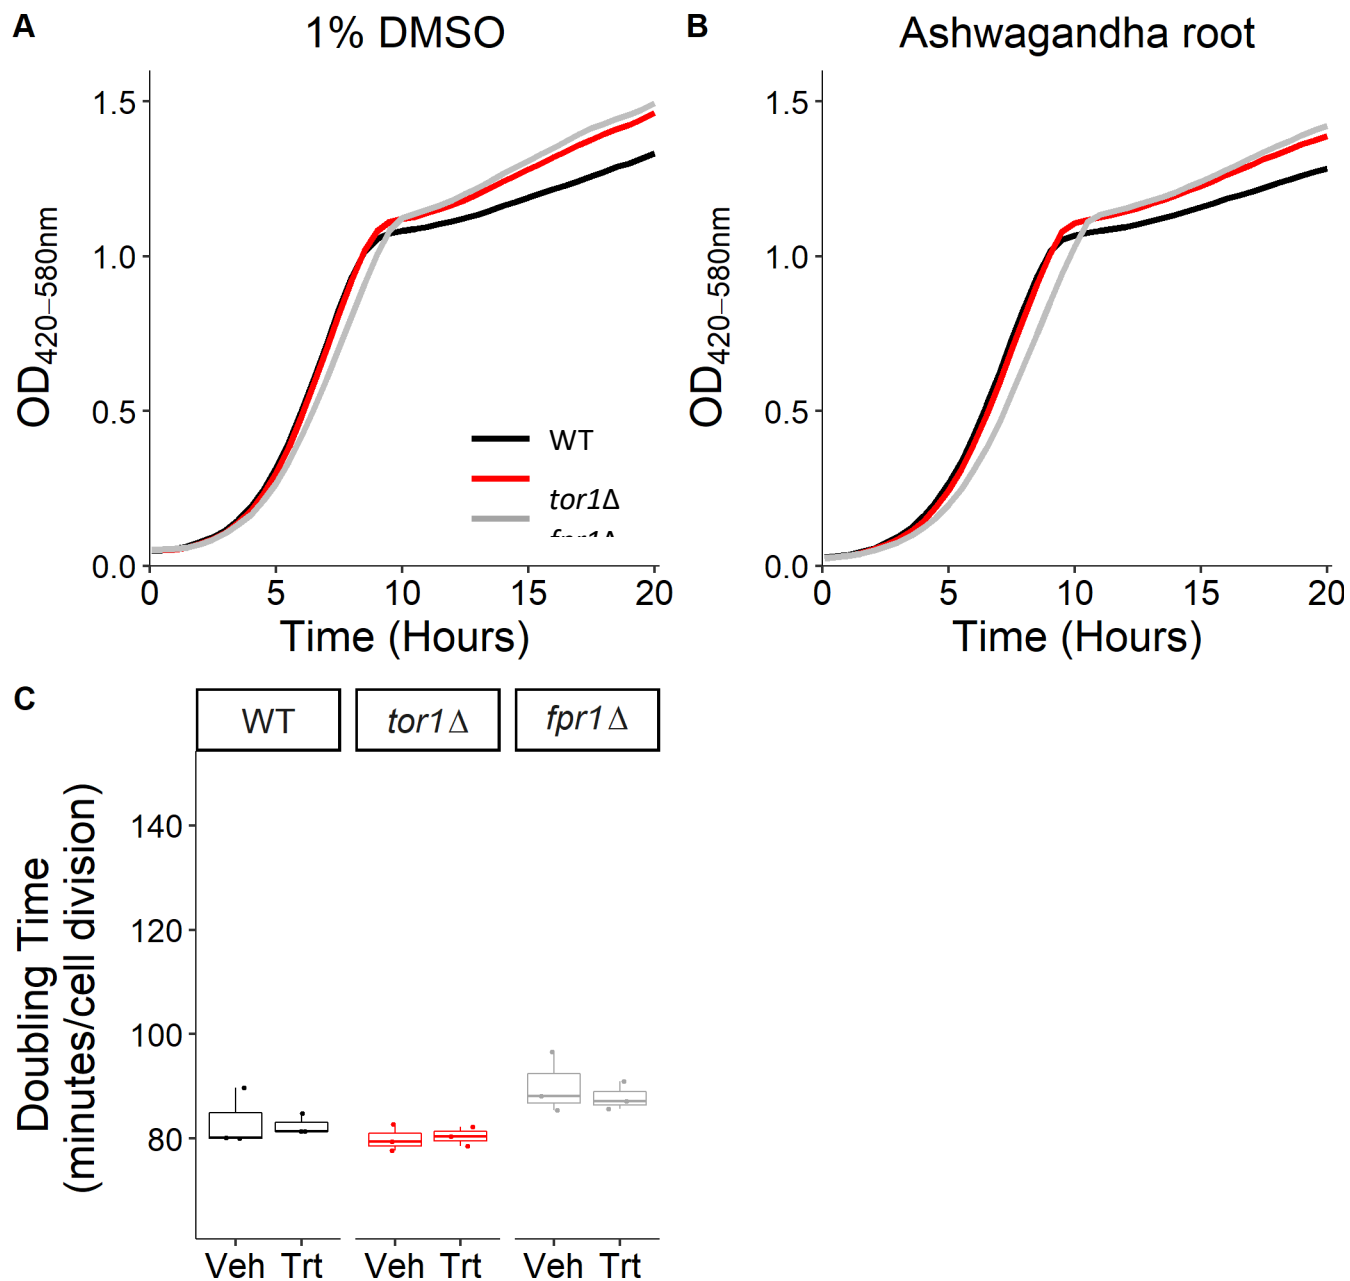 A
1% DMSO
B
Ashwagandha root
OD420–580nm
1.5
1.0
0.5
0.0
0
5
10
15
20
Time (Hours)
WT
tor1Δ
OD420–580nm
1.5
1.0
0.5
0.0
0
5
10
15
20
Time (Hours)
C
WT
tor1Δ
fpr1Δ
Doubling Time
(minutes/cell division)
140
120
100
80
Veh
Trt
Veh
Trt
Veh
Trt